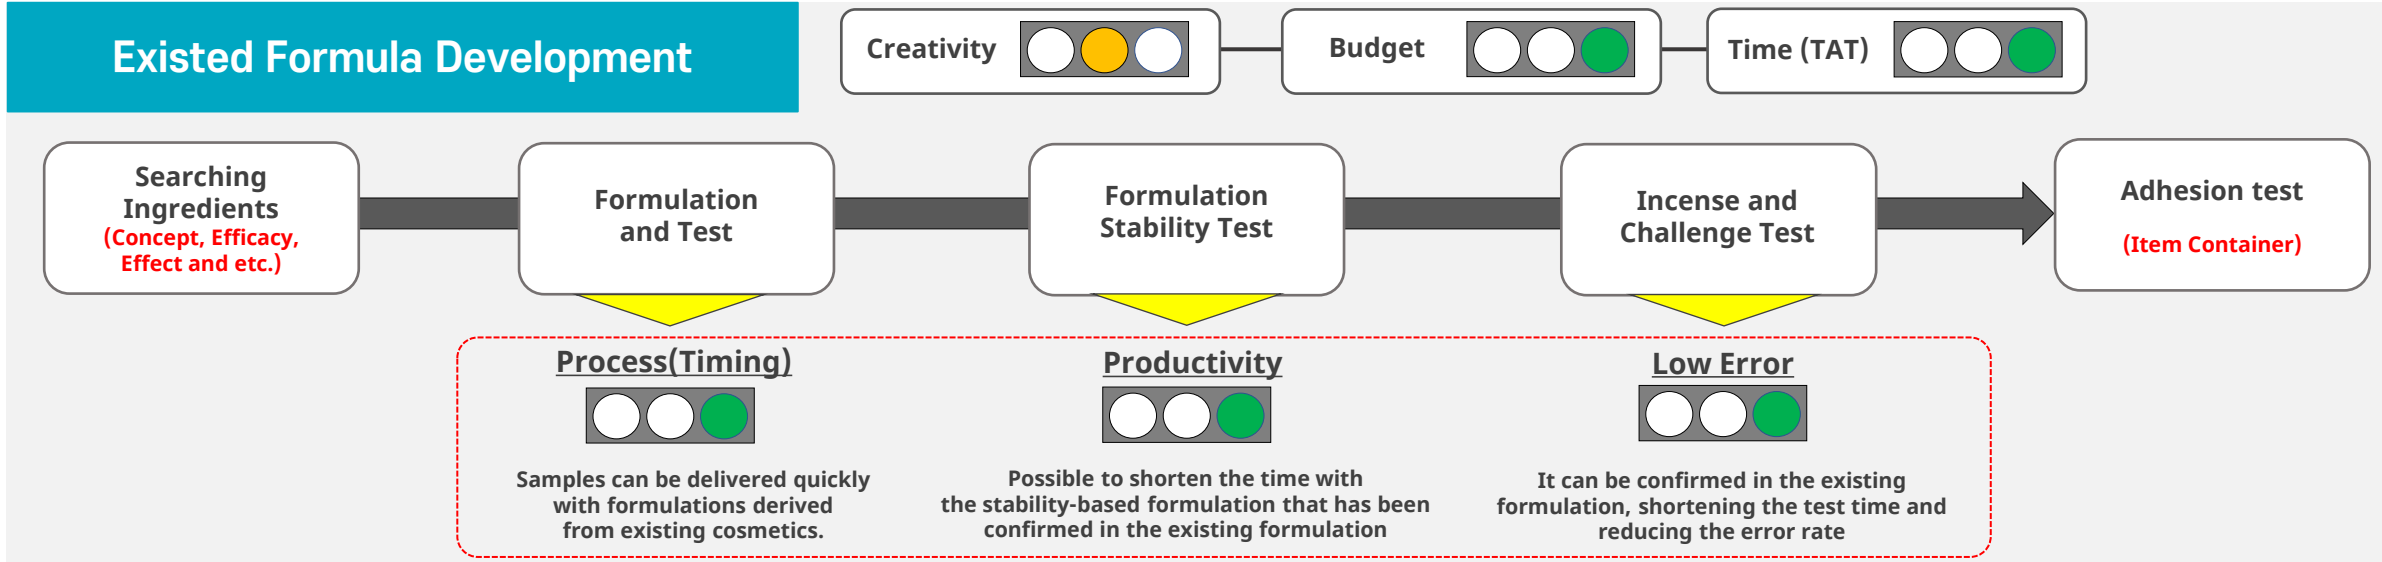 Existed Formula Development
Creativity
Budget
Time (TAT)
Searching
Ingredients
(Concept, Efficacy,
Effect and etc.)
Formulation
and Test
Formulation
Stability Test
Incense and
Challenge Test
Adhesion test
(Item Container)
Process(Timing)
Samples can be delivered quickly
with formulations derived
from existing cosmetics.
Productivity
Possible to shorten the time with
the stability-based formulation that has been
confirmed in the existing formulation
Low Error
It can be confirmed in the existing
formulation, shortening the test time and
reducing the error rate